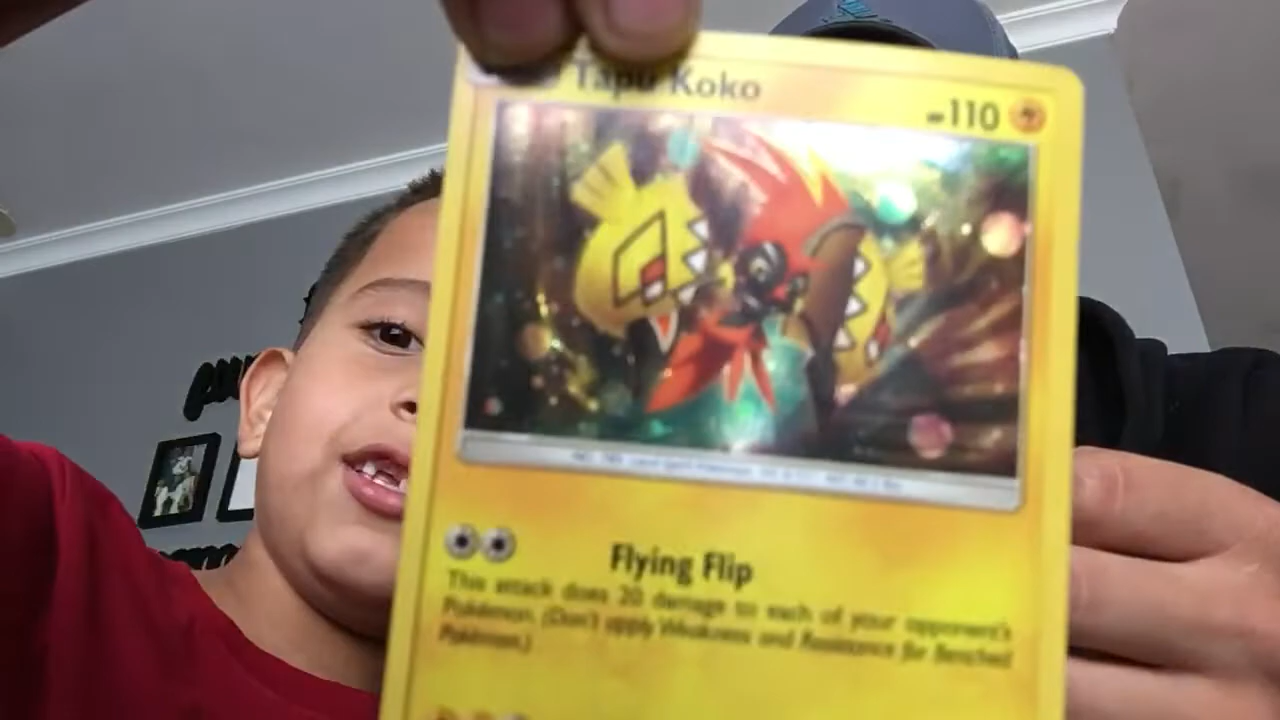 Tapu Koko
HP 110
Flying Flip
This attack does 20 damage to each of your opponent's
Pokémon. (Don't apply Weakness and Resistance for Benched
Pokémon.)